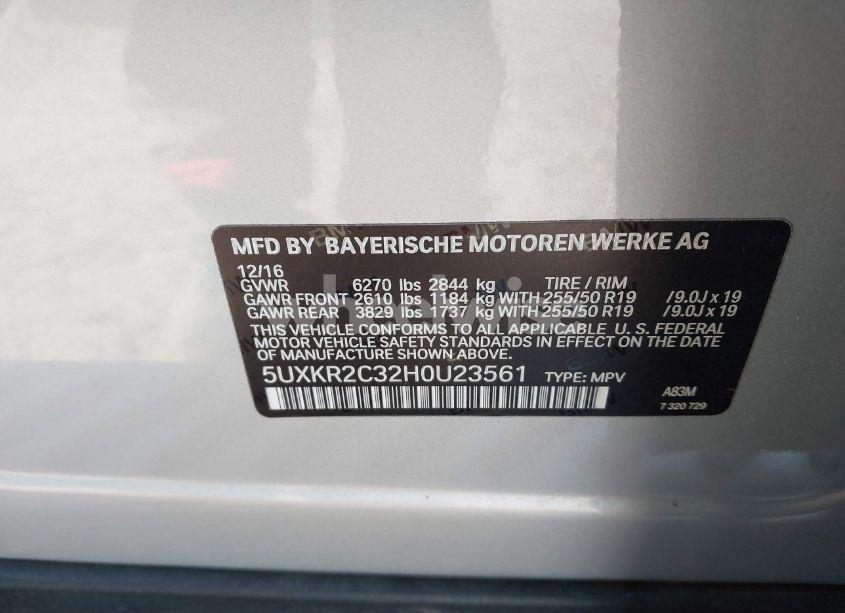 MFD BY BAYERISCHE MOTOREN WERKE AG
12/16
GVWR 6270 lbs 2844 kg TIRE / RIM
GAWR FRONT 2610 lbs 1184 kg WITH 255/50 R19 /9.0J x 19
GAWR REAR 3829 lbs 1737 kg WITH 255/50 R19 /9.0J x 19
THIS VEHICLE CONFORMS TO ALL APPLICABLE U. S. FEDERAL
MOTOR VEHICLE SAFETY STANDARDS IN EFFECT ON THE DATE
OF MANUFACTURE SHOWN ABOVE.
5UXKR2C32H0U23561 TYPE: MPV
A83M
7 320 729